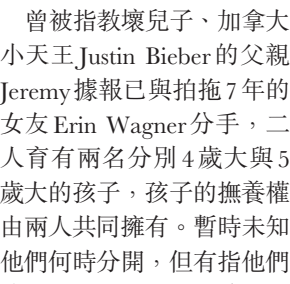 曾被指教壞兒子、加拿大
小天王Justin Bieber的父親
Jeremy據報已與拍拖7年的
女友Erin Wagner分手，二
人育有兩名分別4歲大與5
歲大的孩子，孩子的撫養權
由兩人共同擁有。暫時未知
他們何時分開，但有指他們